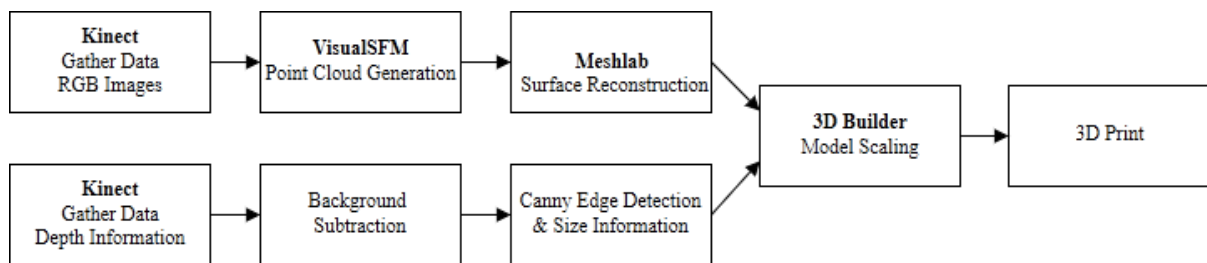 Kinect
Gather Data
RGB Images
VisualSFM
Point Cloud Generation
Meshlab
Surface Reconstruction
3D Builder
Model Scaling
3D Print
Kinect
Gather Data
Depth Information
Background
Subtraction
Canny Edge Detection
& Size Information